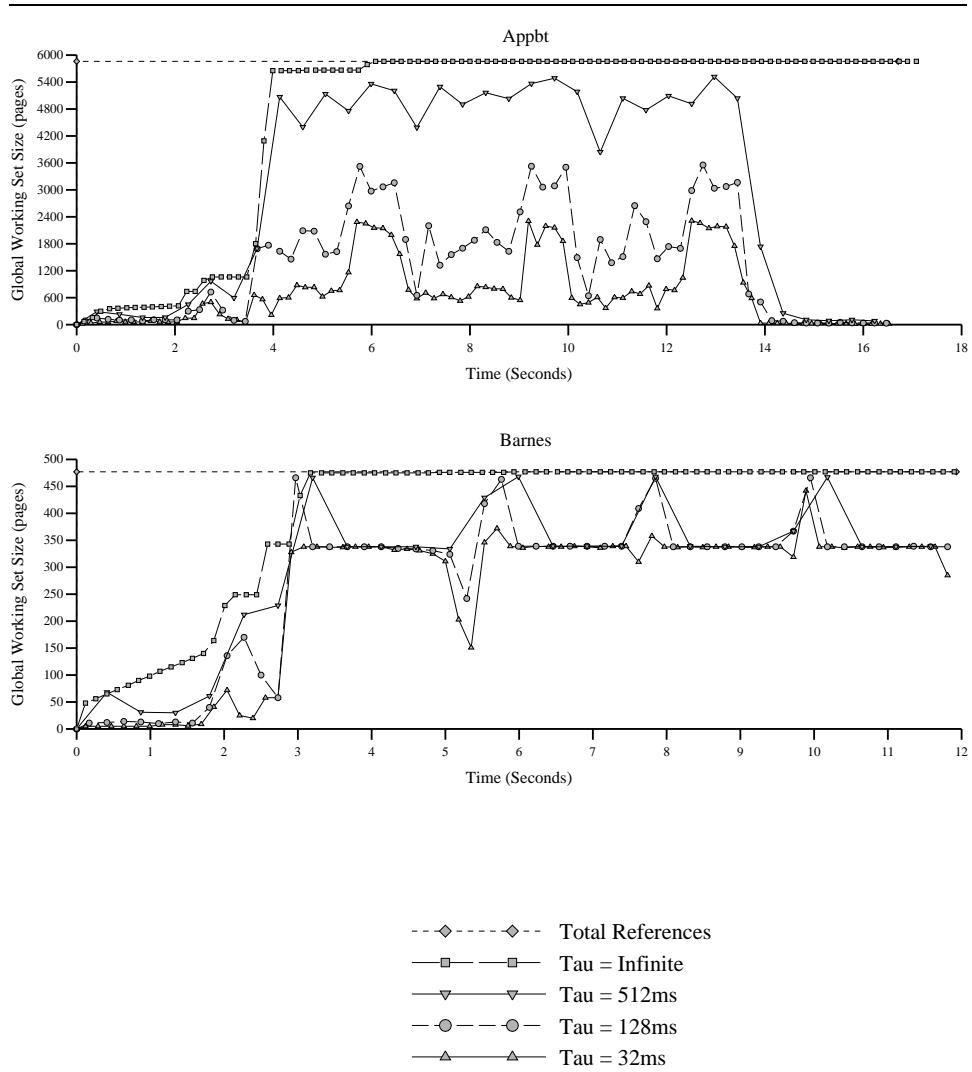 Appbt
Global Working Set Size (pages)
6000
5400
4800
4200
3600
3000
2400
1800
1200
600
0
0 2 4 6 8 10 12 14 16 18
Time (Seconds)
Barnes
Global Working Set Size (pages)
500
450
400
350
300
250
200
150
100
50
0
0 1 2 3 4 5 6 7 8 9 10 11 12
Time (Seconds)
Total References
Tau = Infinite
Tau = 512ms
Tau = 128ms
Tau = 32ms